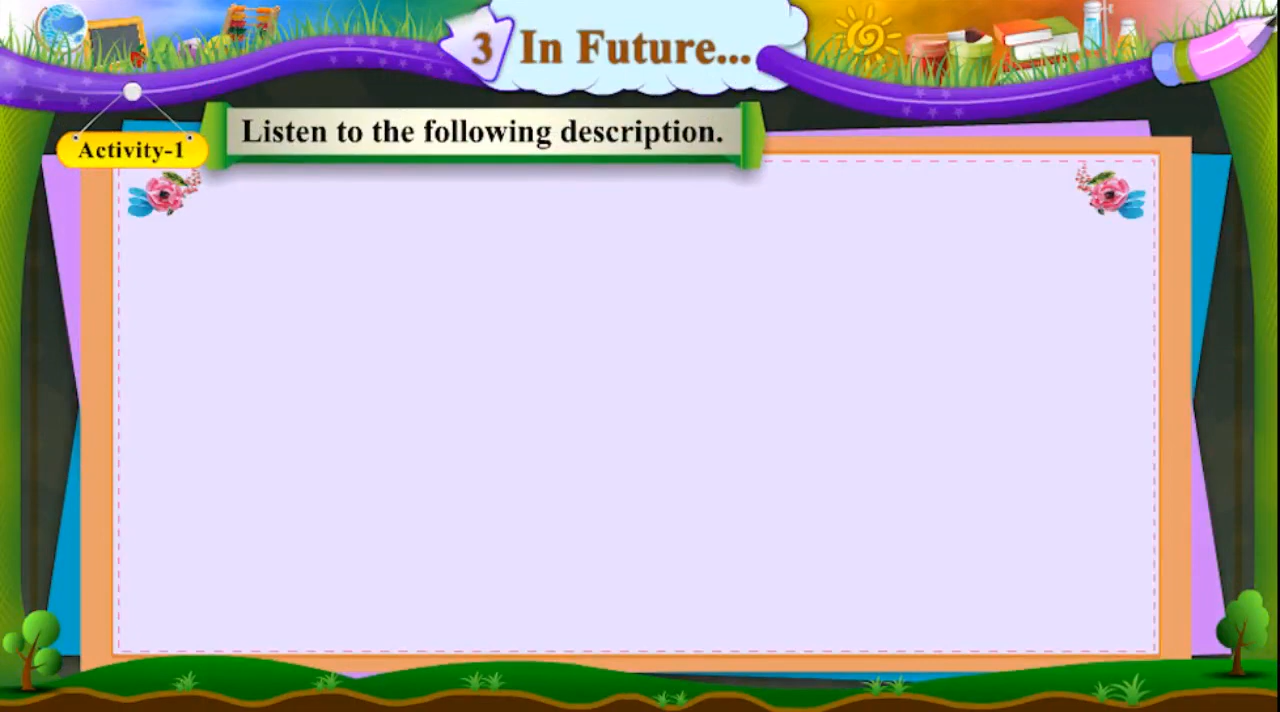 3 In Future...
Activity-1
Listen to the following description.